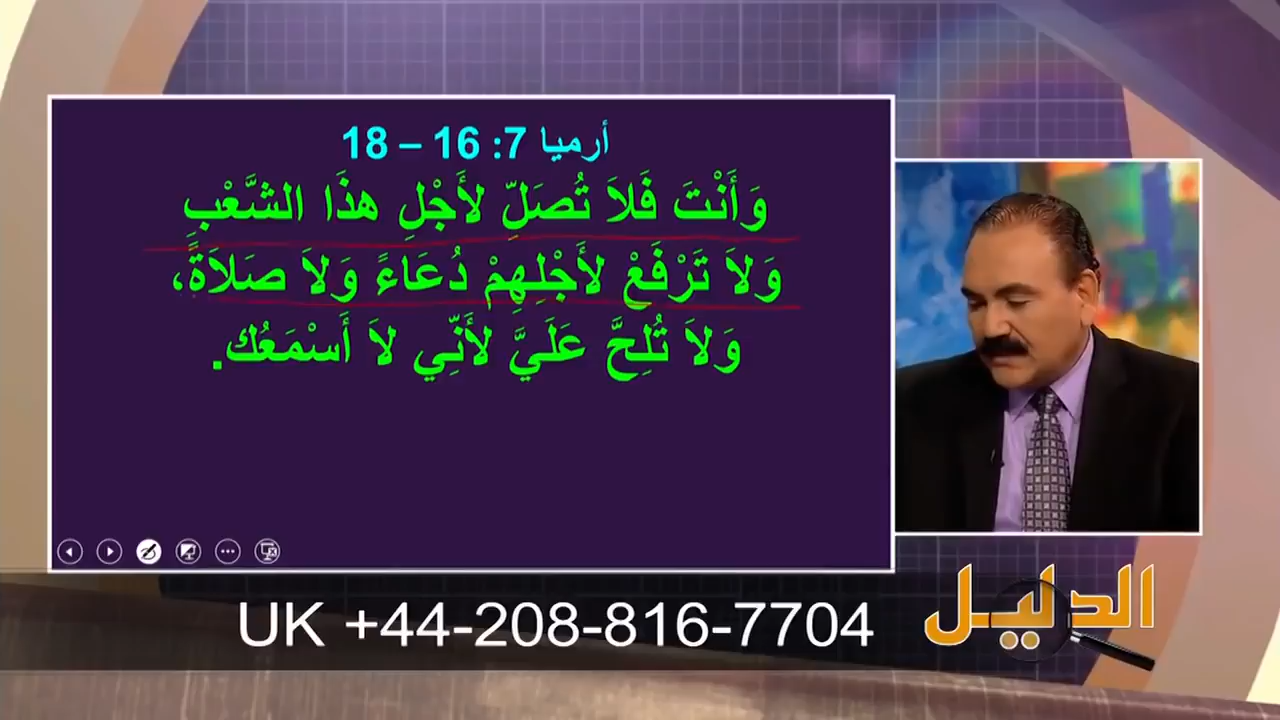 أرميا 7: 16 – 18
وَأَنْتَ فَلاَ تُصَلِّ لأَجْلِ هذَا الشَّعْبِ
وَلاَ تَرْفَعْ لأَجْلِهِمْ دُعَاءً وَلاَ صَلاَةً،
وَلاَ تُلِحَّ عَلَيَّ لأَنِّي لاَ أَسْمَعُك.
الدليل
UK +44-208-816-7704